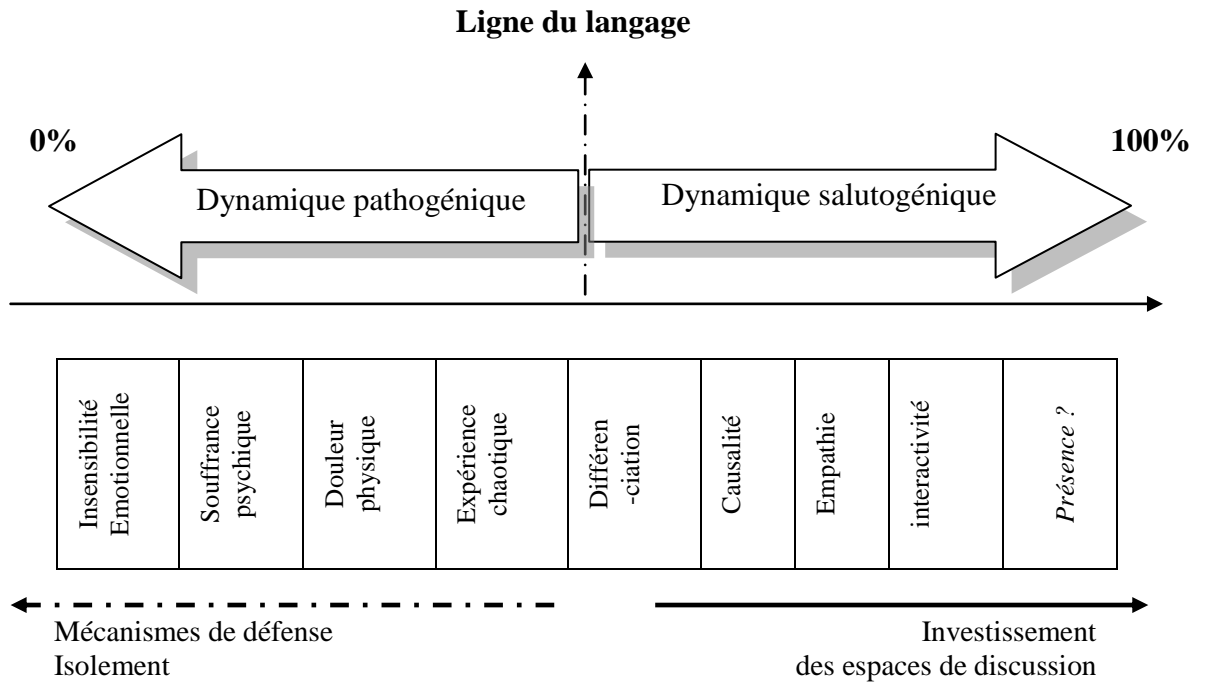 Ligne du langage
0%
100%
Dynamique pathogénique
Dynamique salutogénique
Insensibilité
Emotionnelle
Souffrance
psychique
Douleur
physique
Expérience
chaotique
Différen
-ciation
Causalité
Empathie
interactivité
Présence ?
Mécanismes de défense
Isolement
Investissement
des espaces de discussion